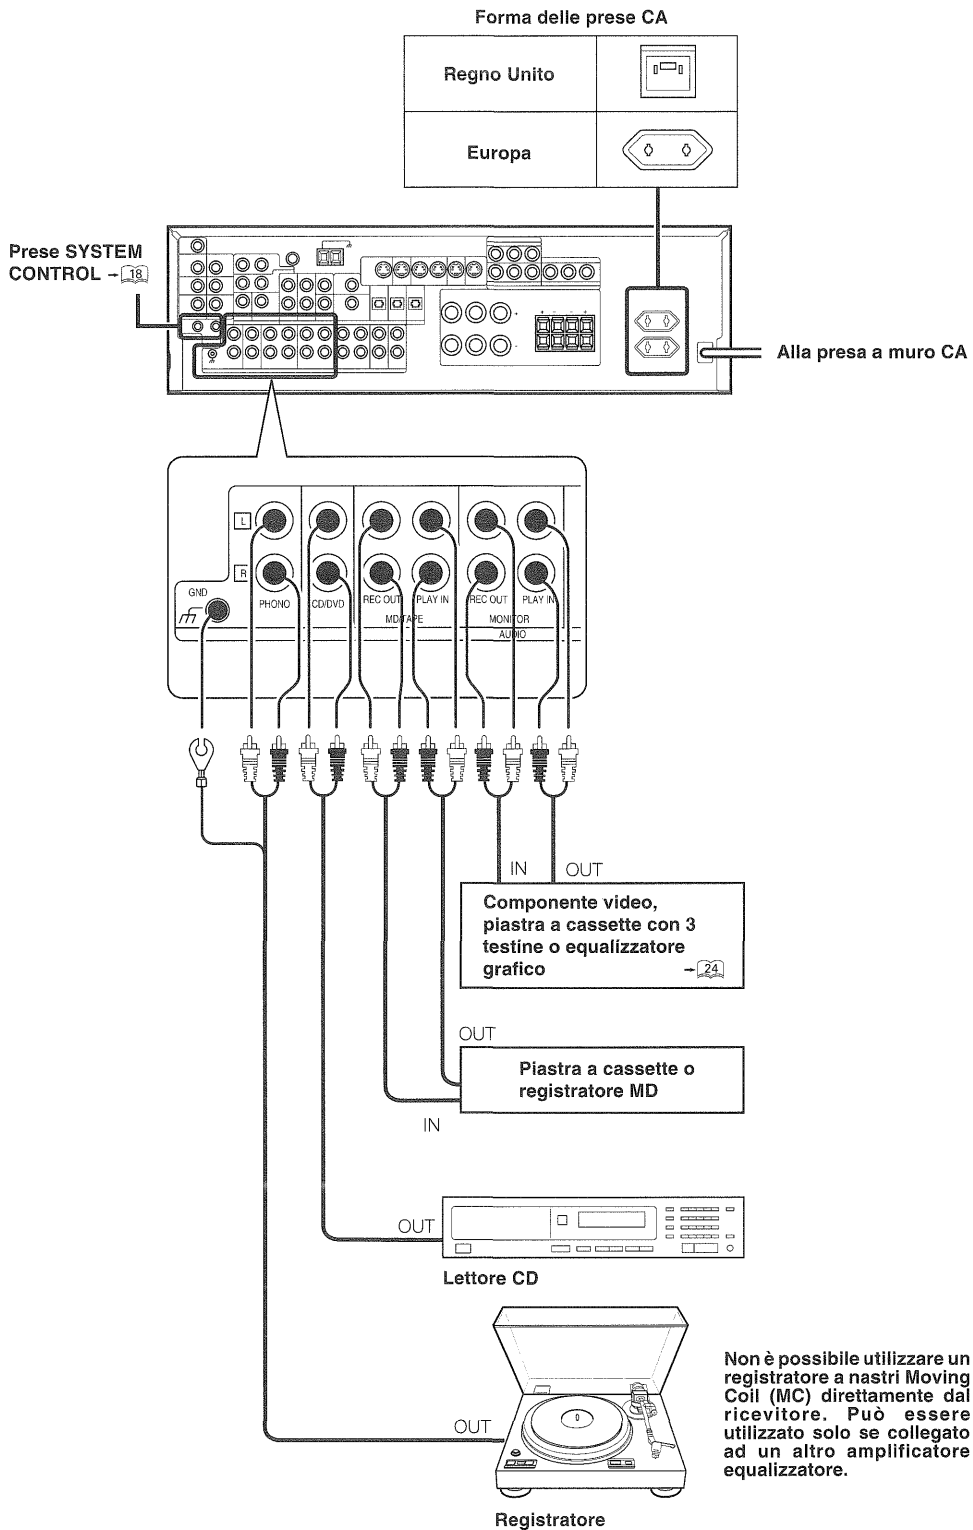 Forma delle prese CA
Regno Unito
Europa
Prese SYSTEM
CONTROL → 18
Alla presa a muro CA
L
R
GND
PHONO
CD/DVD
REC OUT
PLAY IN
REC OUT
PLAY IN
MD/TAPE
MONITOR
AUDIO
IN
OUT
Componente video,
piastra a cassette con 3
testine o equalizzatore
grafico → 24
OUT
Piastra a cassette o
registratore MD
IN
OUT
Lettore CD
Non è possibile utilizzare un
registratore a nastri Moving
Coil (MC) direttamente dal
ricevitore. Può essere
utilizzato solo se collegato
ad un altro amplificatore
equalizzatore.
OUT
Registratore